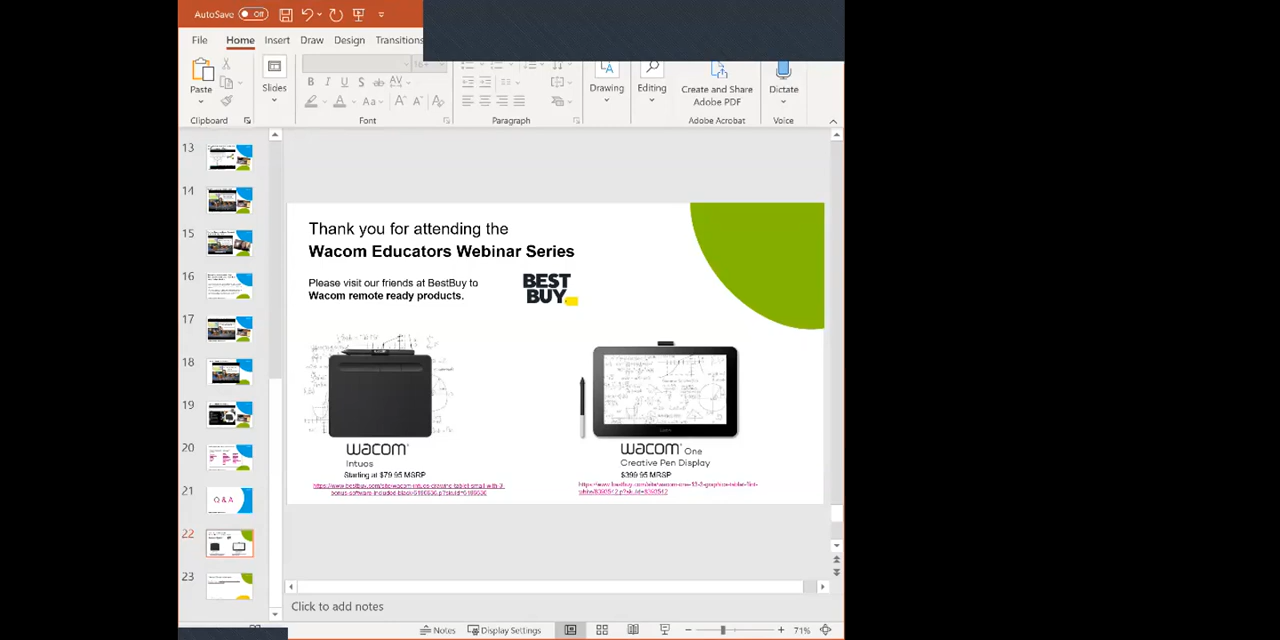 AutoSave Off
File Home Insert Draw Design Transitions
Paste
Slides
Drawing
Editing
Create and Share
Adobe PDF
Dictate
Clipboard
Font
Paragraph
Adobe Acrobat
Voice
13
14
15
16
17
18
19
20
21
Q & A
22
23
Thank you for attending the
Wacom Educators Webinar Series
Please visit our friends at BestBuy to
Wacom remote ready products.
BEST
BUY
wacom
Intuos
Starting at $79.95 MSRP
wacom One
Creative Pen Display
$399.95 MRSP
Click to add notes
Notes Display Settings 71%